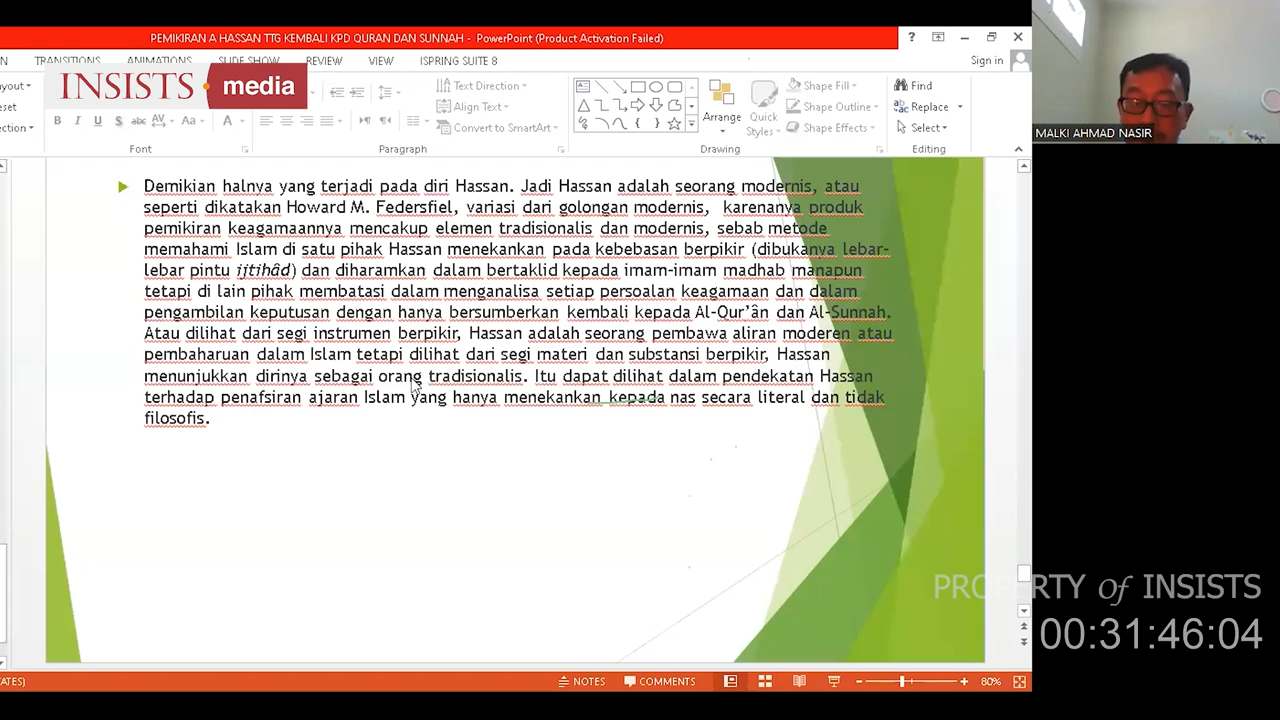 PEMIKIRAN A HASSAN TTG KEMBALI KPD QURAN DAN SUNNAH - PowerPoint (Product Activation Failed)
TRANSITIONS ANIMATIONS SLIDE SHOW REVIEW VIEW ISPRING SUITE 8 Sign in
INSISTS media
Text Direction Shape Fill Find
Align Text Arrange Quick Styles Shape Outline Replace
Convert to SmartArt Shape Effects Select
Font Paragraph Drawing Editing
MALKI AHMAD NASIR
Demikian halnya yang terjadi pada diri Hassan. Jadi Hassan adalah seorang modernis, atau
seperti dikatakan Howard M. Federsfiel, variasi dari golongan modernis, karenanya produk
pemikiran keagamaannya mencakup elemen tradisionalis dan modernis, sebab metode
memahami Islam di satu pihak Hassan menekankan pada kebebasan berpikir (dibukanya lebar-
lebar pintu ijtihâd) dan diharamkan dalam bertaklid kepada imam-imam madhab manapun
tetapi di lain pihak membatasi dalam menganalisa setiap persoalan keagamaan dan dalam
pengambilan keputusan dengan hanya bersumberkan kembali kepada Al-Qur'ân dan Al-Sunnah.
Atau dilihat dari segi instrumen berpikir, Hassan adalah seorang pembawa aliran moderen atau
pembaharuan dalam Islam tetapi dilihat dari segi materi dan substansi berpikir, Hassan
menunjukkan dirinya sebagai orang tradisionalis. Itu dapat dilihat dalam pendekatan Hassan
terhadap penafsiran ajaran Islam yang hanya menekankan kepada nas secara literal dan tidak
filosofis.
PROPERTY of INSISTS
00:31:46:04
NOTES COMMENTS 80%